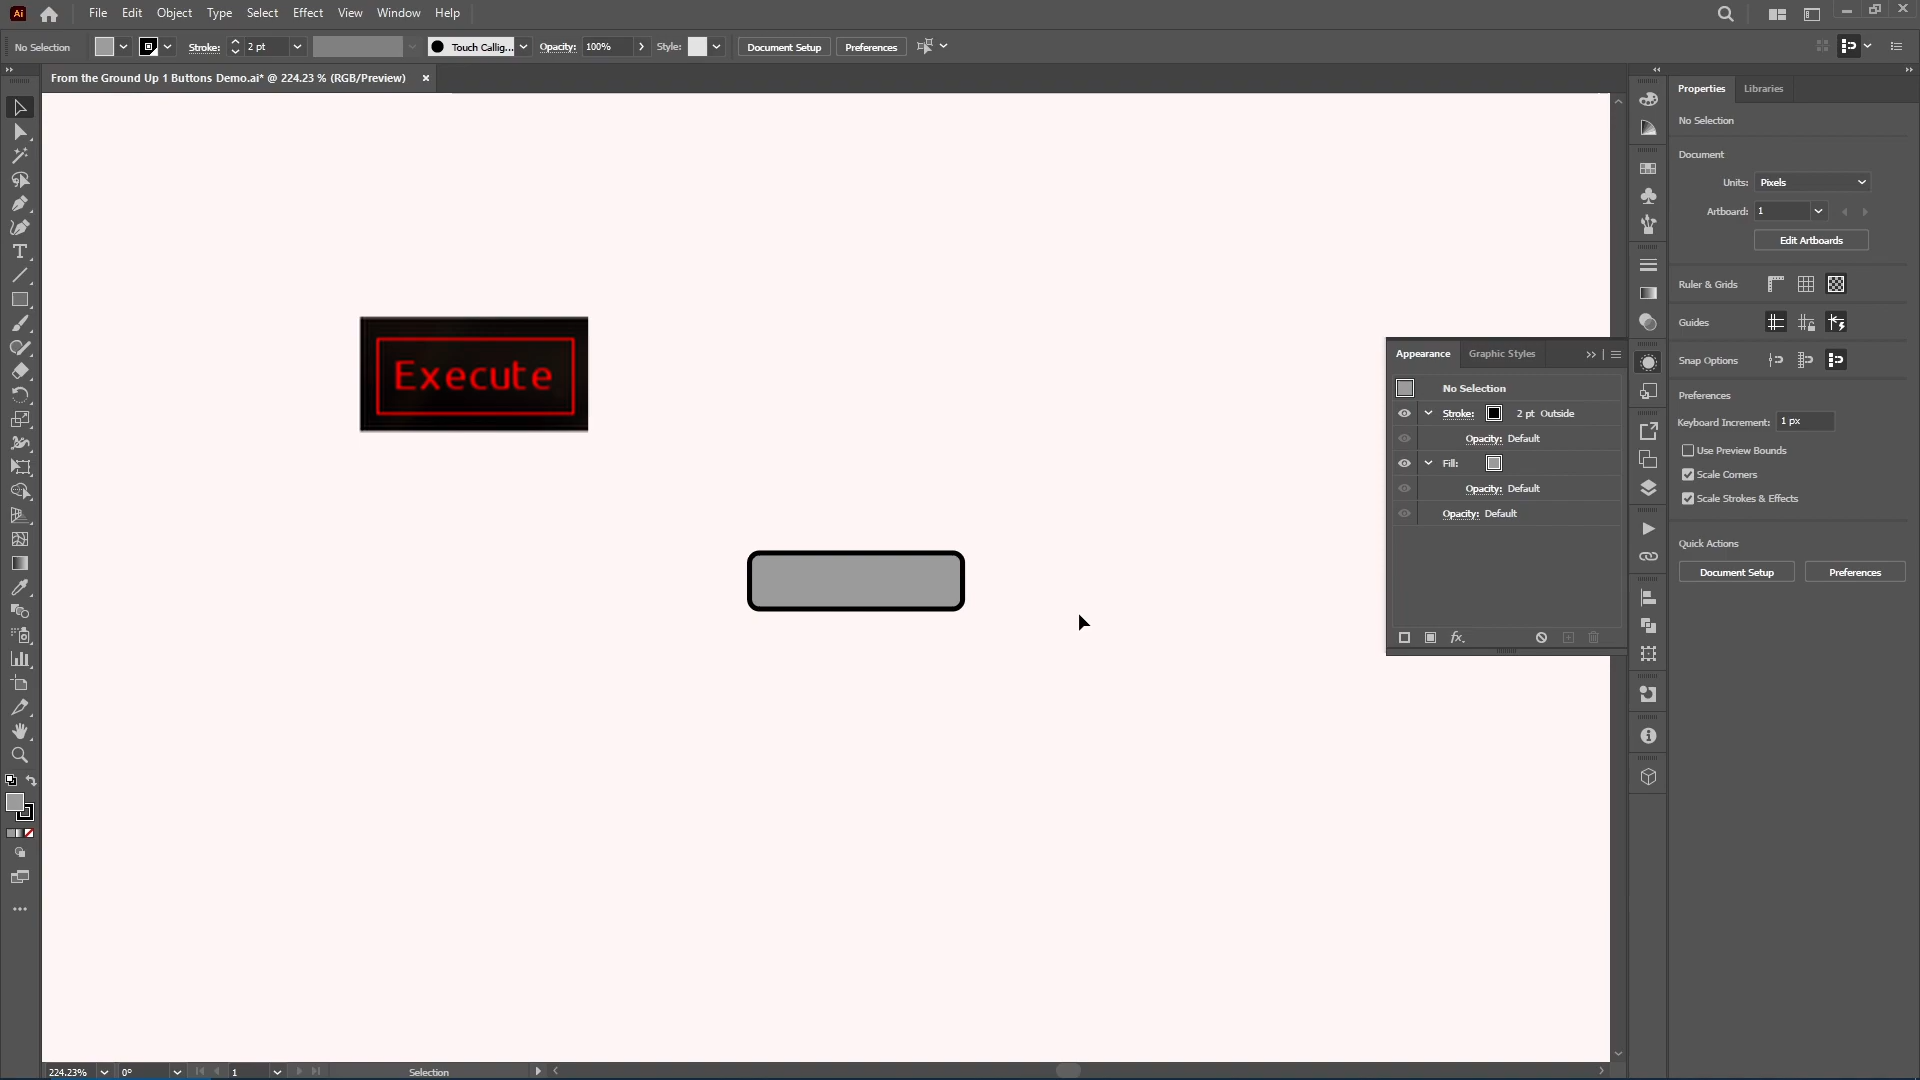 Ai File Edit Object Type Select Effect View Window Help
No Selection Stroke: 2 pt Touch Callig... Opacity: 100% Style: Document Setup Preferences
From the Ground Up 1 Buttons Demo.ai* @ 224.23 % (RGB/Preview) ×
Execute
Appearance Graphic Styles
No Selection
Stroke: 2 pt Outside
Opacity: Default
Fill:
Opacity: Default
Opacity: Default
fx.
Properties Libraries
No Selection
Document
Units: Pixels
Artboard: 1
Edit Artboards
Ruler & Grids
Guides
Snap Options
Preferences
Keyboard Increment: 1 px
Use Preview Bounds
Scale Corners
Scale Strokes & Effects
Quick Actions
Document Setup Preferences
224.23% 0° 1 Selection